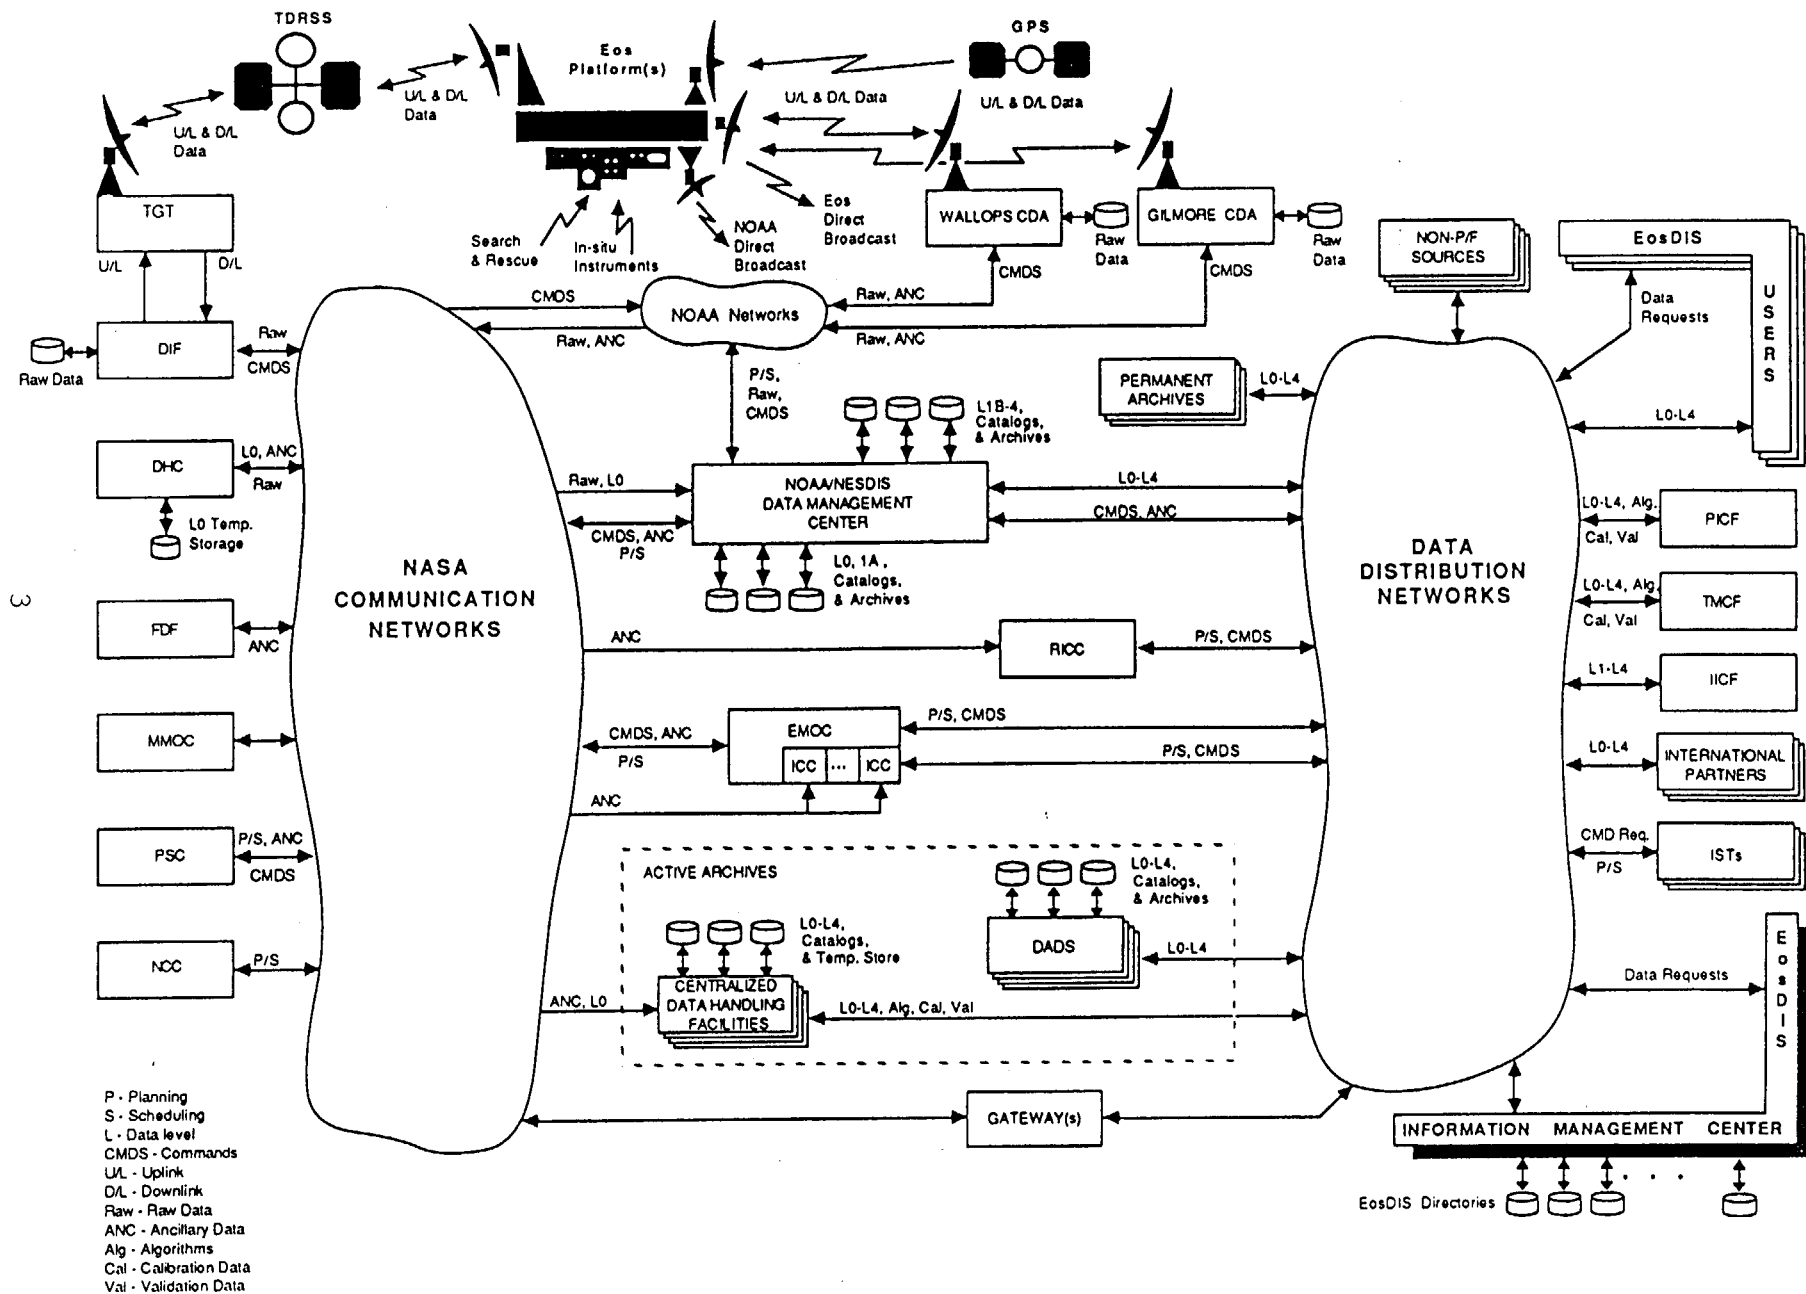 TDRSS
Eos
Platform(s)
GPS
U/L & D/L
Data
U/L & D/L
Data
U/L & D/L Data
U/L & D/L Data
TGT
U/L
D/L
Search
& Rescue
In-situ
Instruments
NOAA
Direct
Broadcast
Eos
Direct
Broadcast
WALLOPS CDA
Raw
Data
GILMORE CDA
Raw
Data
CMDS
CMDS
NON-P/F
SOURCES
EosDIS
USERS
Data
Requests
DIF
Raw Data
Raw
CMDS
CMDS
NOAA Networks
Raw, ANC
Raw, ANC
Raw, ANC
P/S,
Raw,
CMDS
PERMANENT
ARCHIVES
L0-L4
L0-L4
L1B-4,
Catalogs,
& Archives
DHC
L0, ANC
Raw
L0 Temp.
Storage
Raw, L0
CMDS, ANC
P/S
NOAA/NESDIS
DATA MANAGEMENT
CENTER
L0-L4
CMDS, ANC
L0, 1A,
Catalogs,
& Archives
NASA
COMMUNICATION
NETWORKS
DATA
DISTRIBUTION
NETWORKS
L0-L4, Alg.
Cal, Val
PICF
L0-L4, Alg,
Cal, Val
TMCF
3
FDF
ANC
ANC
RICC
P/S, CMDS
L1-L4
IICF
MMOC
CMDS, ANC
P/S
EMOC
ICC
...
ICC
P/S, CMDS
P/S, CMDS
ANC
L0-L4
INTERNATIONAL
PARTNERS
PSC
P/S, ANC
CMDS
CMD Req.
P/S
ISTs
ACTIVE ARCHIVES
L0-L4,
Catalogs,
& Archives
DADS
L0-L4
NCC
P/S
L0-L4,
Catalogs,
& Temp. Store
ANC, L0
CENTRALIZED
DATA HANDLING
FACILITIES
L0-L4, Alg, Cal, Val
Data Requests
EosDIS
GATEWAY(s)
INFORMATION MANAGEMENT CENTER
EosDIS Directories
. . .
P - Planning
S - Scheduling
L - Data level
CMDS - Commands
U/L - Uplink
D/L - Downlink
Raw - Raw Data
ANC - Ancillary Data
Alg - Algorithms
Cal - Calibration Data
Val - Validation Data